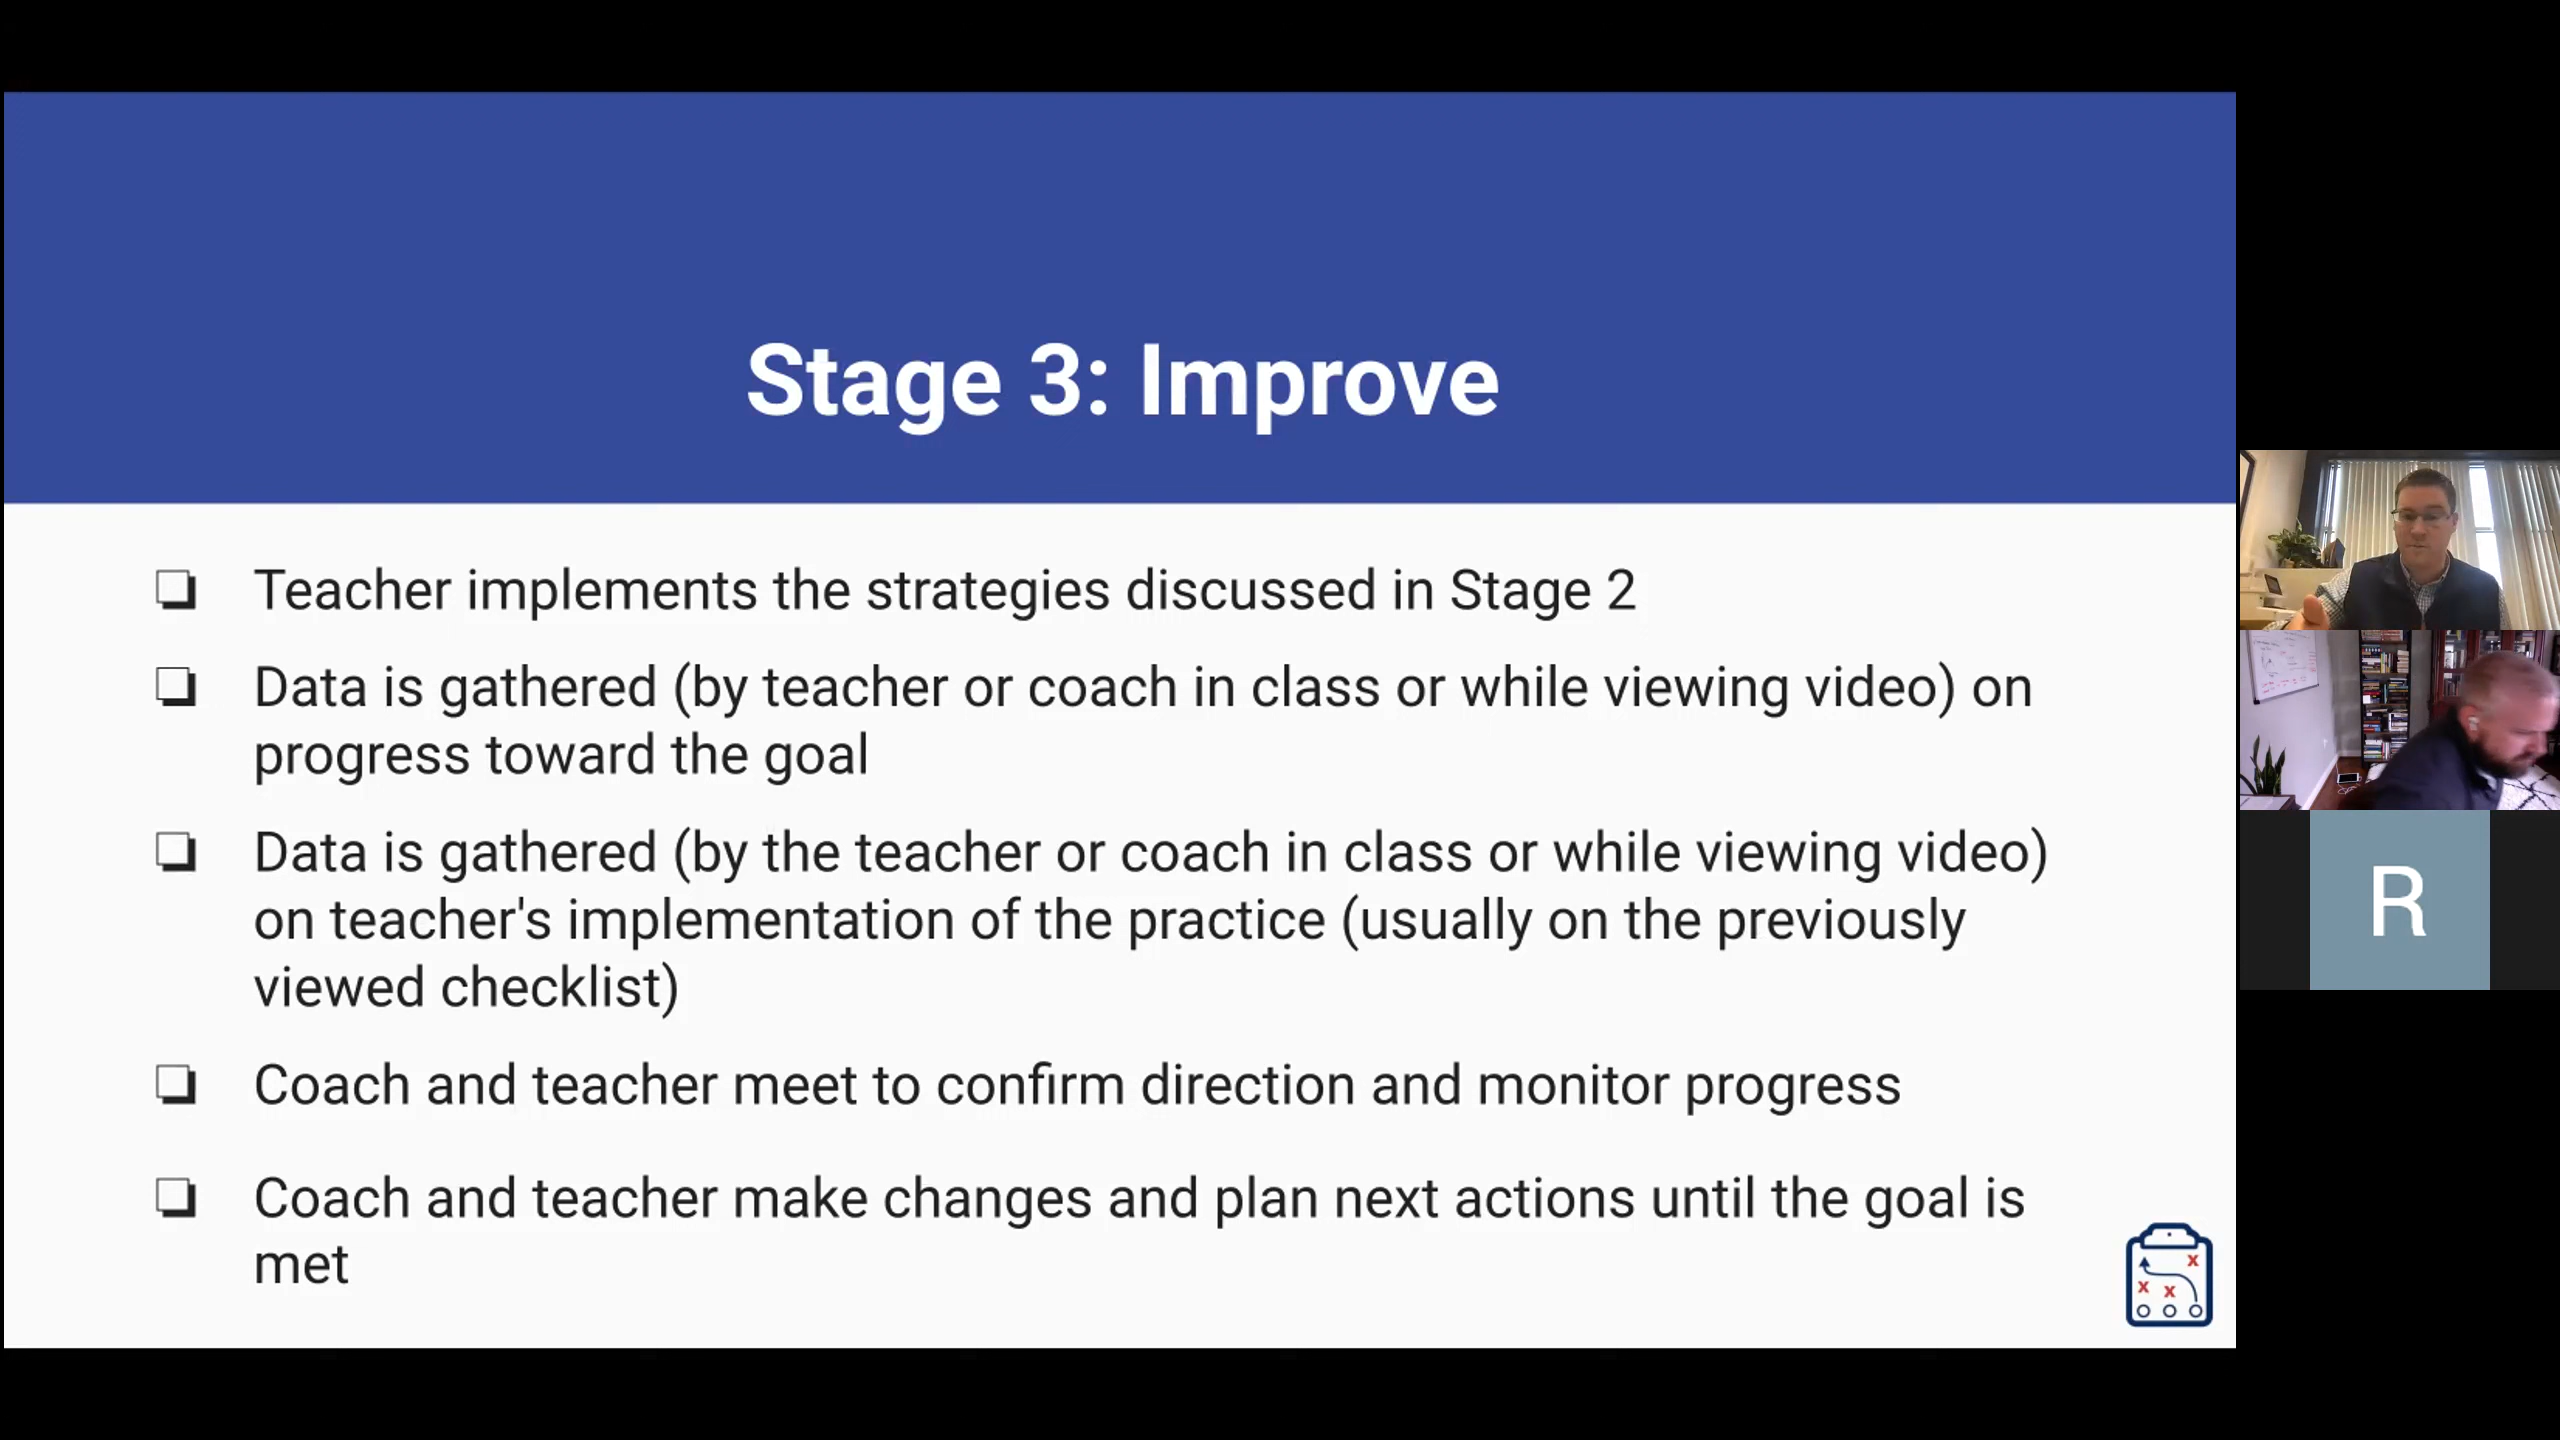 Stage 3: Improve
Teacher implements the strategies discussed in Stage 2
Data is gathered (by teacher or coach in class or while viewing video) on
progress toward the goal
Data is gathered (by the teacher or coach in class or while viewing video)
on teacher's implementation of the practice (usually on the previously
viewed checklist)
Coach and teacher meet to confirm direction and monitor progress
Coach and teacher make changes and plan next actions until the goal is
met
R